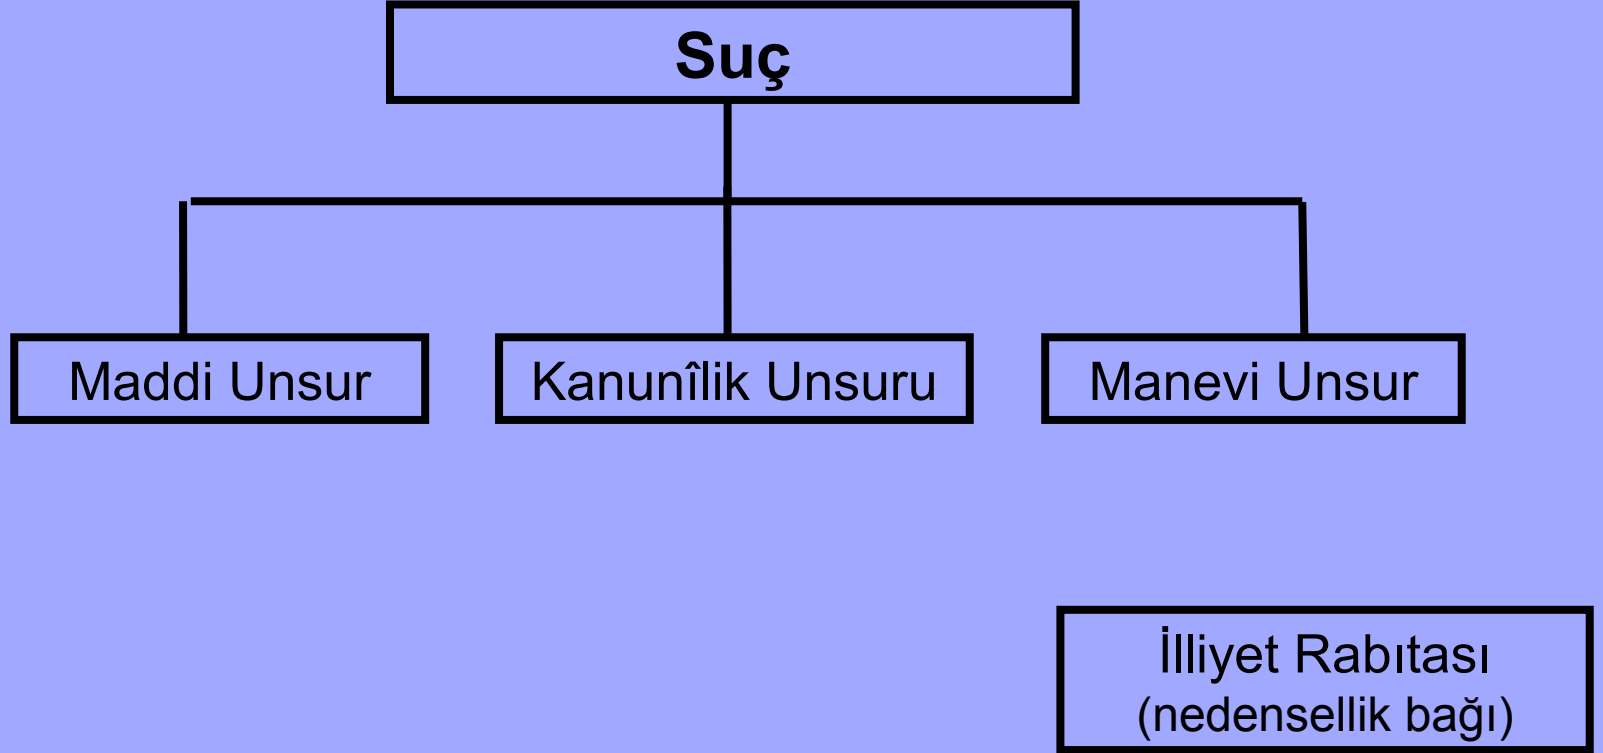 Suç
Maddi Unsur
Kanunîlik Unsuru
Manevi Unsur
İlliyet Rabıtası
(nedensellik bağı)